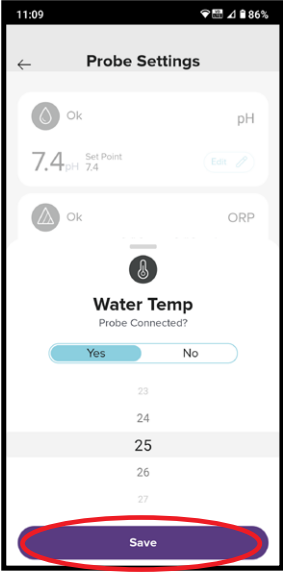 11:09 86%
Probe Settings
Ok pH
7.4pH Set Point 7.4 Edit
Ok ORP
Water Temp
Probe Connected?
Yes No
23
24
25
26
27
Save